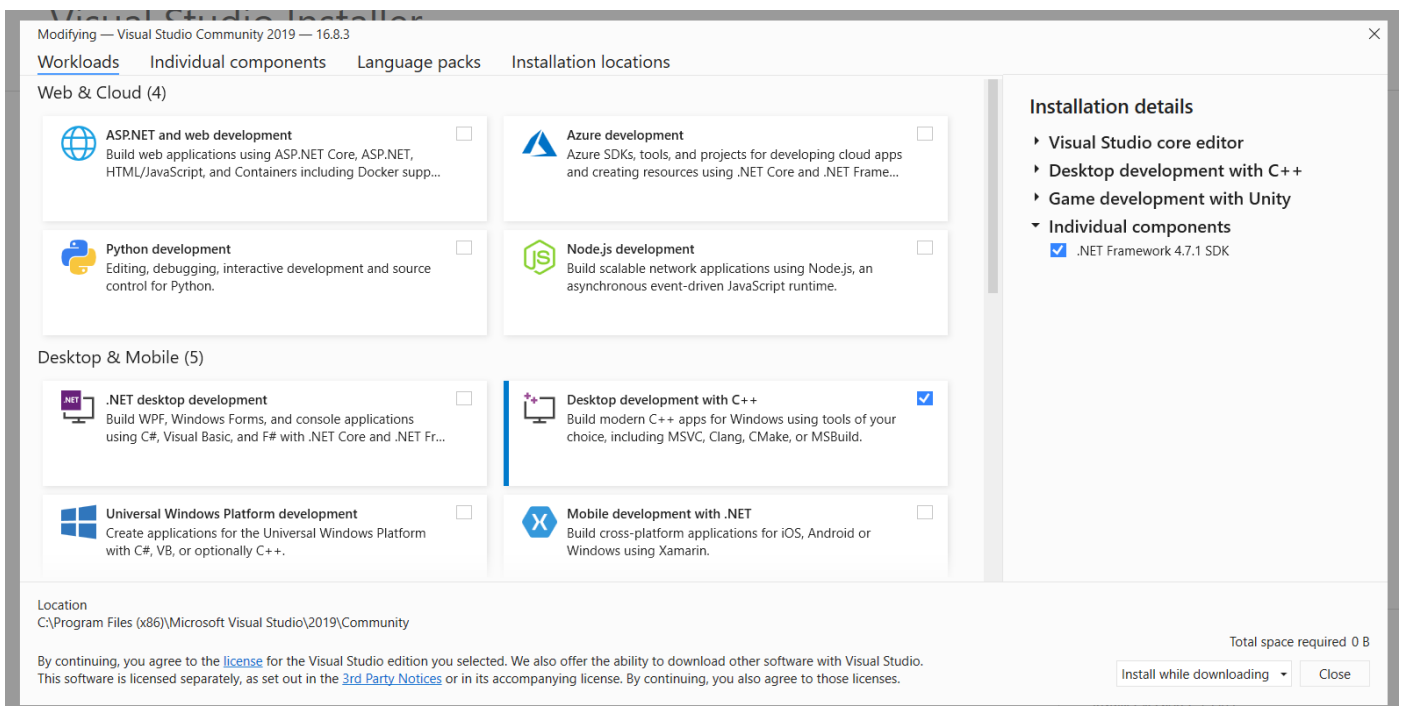 Visual Studio Installer
Modifying — Visual Studio Community 2019 — 16.8.3
Workloads Individual components Language packs Installation locations
Web & Cloud (4)
ASP.NET and web development
Build web applications using ASP.NET Core, ASP.NET,
HTML/JavaScript, and Containers including Docker supp...
Azure development
Azure SDKs, tools, and projects for developing cloud apps
and creating resources using .NET Core and .NET Frame...
Python development
Editing, debugging, interactive development and source
control for Python.
JS
Node.js development
Build scalable network applications using Node.js, an
asynchronous event-driven JavaScript runtime.
Desktop & Mobile (5)
.NET
.NET desktop development
Build WPF, Windows Forms, and console applications
using C#, Visual Basic, and F# with .NET Core and .NET Fr...
Desktop development with C++
Build modern C++ apps for Windows using tools of your
choice, including MSVC, Clang, CMake, or MSBuild.
Universal Windows Platform development
Create applications for the Universal Windows Platform
with C#, VB, or optionally C++.
Mobile development with .NET
Build cross-platform applications for iOS, Android or
Windows using Xamarin.
Installation details
Visual Studio core editor
Desktop development with C++
Game development with Unity
Individual components
.NET Framework 4.7.1 SDK
Location
C:\Program Files (x86)\Microsoft Visual Studio\2019\Community
By continuing, you agree to the license for the Visual Studio edition you selected. We also offer the ability to download other software with Visual Studio.
This software is licensed separately, as set out in the 3rd Party Notices or in its accompanying license. By continuing, you also agree to those licenses.
Total space required 0 B
Install while downloading
Close